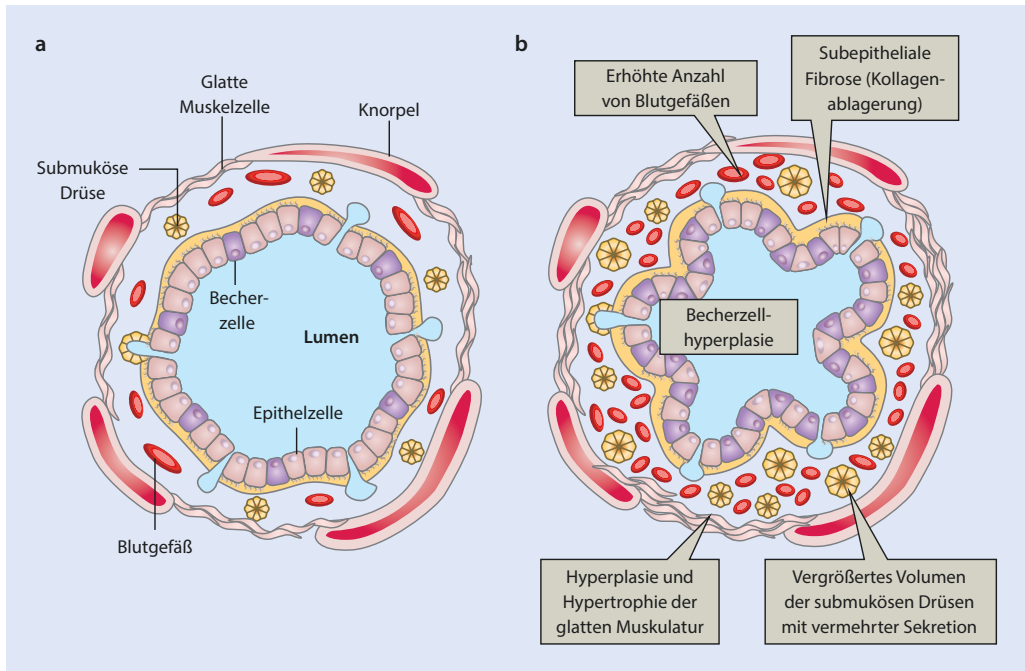 a
Glatte
Muskelzelle
Knorpel
Submuköse
Drüse
Becher-
zelle
Lumen
Epithelzelle
Blutgefäß
b
Erhöhte Anzahl
von Blutgefäßen
Subepitheliale
Fibrose (Kollagen-
ablagerung)
Becherzell-
hyperplasie
Hyperplasie und
Hypertrophie der
glatten Muskulatur
Vergrößertes Volumen
der submukösen Drüsen
mit vermehrter Sekretion